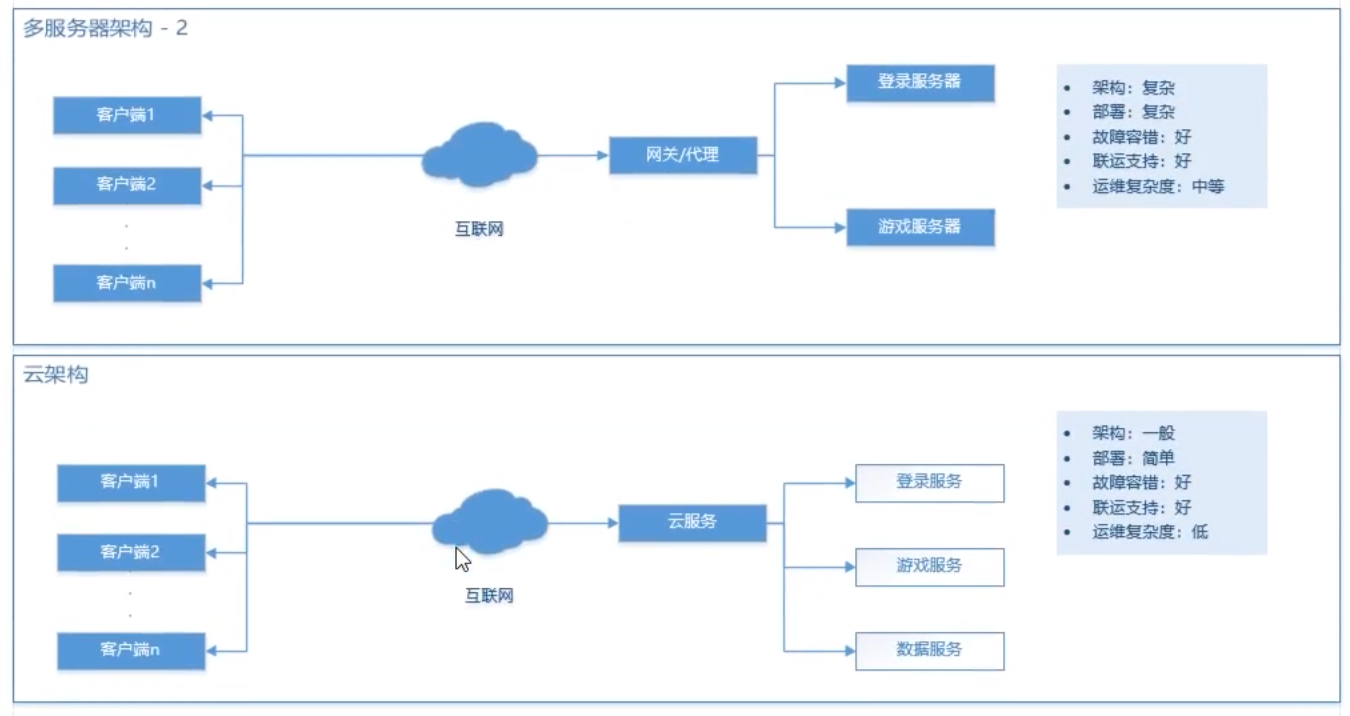 多服务器架构 - 2
客户端1
客户端2
客户端n
互联网
网关/代理
登录服务器
游戏服务器
• 架构：复杂
• 部署：复杂
• 故障容错：好
• 联运支持：好
• 运维复杂度：中等
云架构
客户端1
客户端2
客户端n
互联网
云服务
登录服务
游戏服务
数据服务
• 架构：一般
• 部署：简单
• 故障容错：好
• 联运支持：好
• 运维复杂度：低